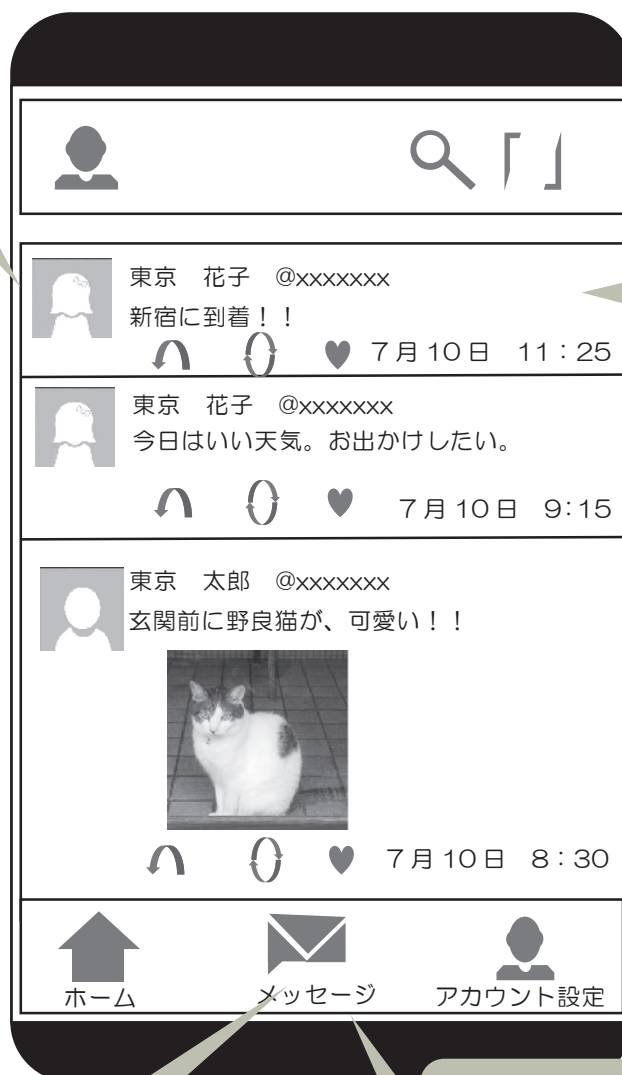 「」
東京　花子　@xxxxxxx
新宿に到着！！
7月10日　11：25
東京　花子　@xxxxxxx
今日はいい天気。お出かけしたい。
7月10日　9:15
東京　太郎　@xxxxxxx
玄関前に野良猫が、可愛い！！
7月10日　8：30
ホーム　メッセージ　アカウント設定